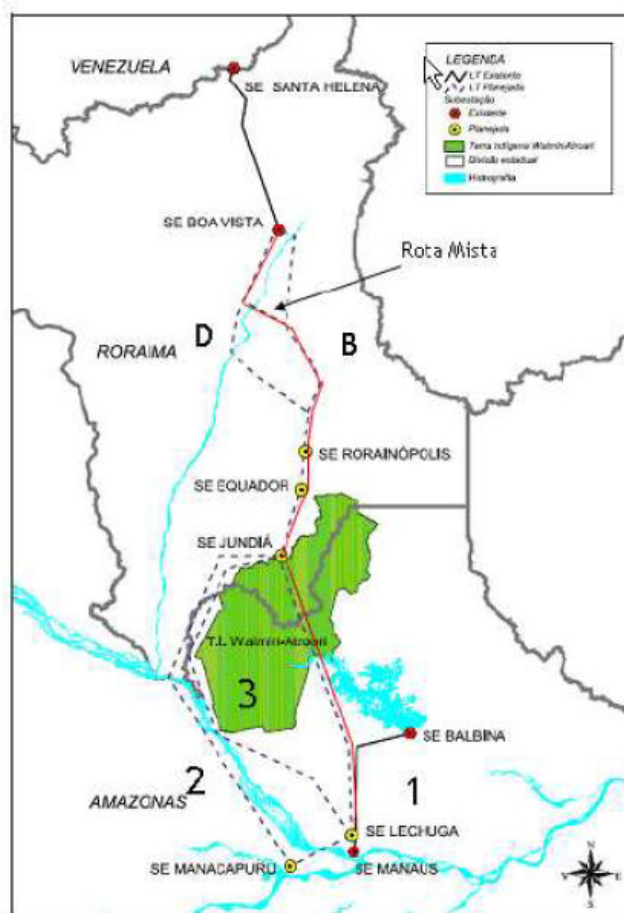 VENEZUELA
SE SANTA HELENA
LEGENDA
LT Existente
LT Planejada
Subestação
Existente
Planejada
Terra Indígena Waimiri-Atroari
Divisão estadual
Hidrografia
SE BOA VISTA
Rota Mista
D
B
RORAIMA
SE RORAINÓPOLIS
SE EQUADOR
SE JUNDIÁ
T.I. Waimiri-Atroari
3
SE BALBINA
2
1
AMAZONAS
SE LECHUGA
SE MANACAPURU
SE MANAUS
N
E
S